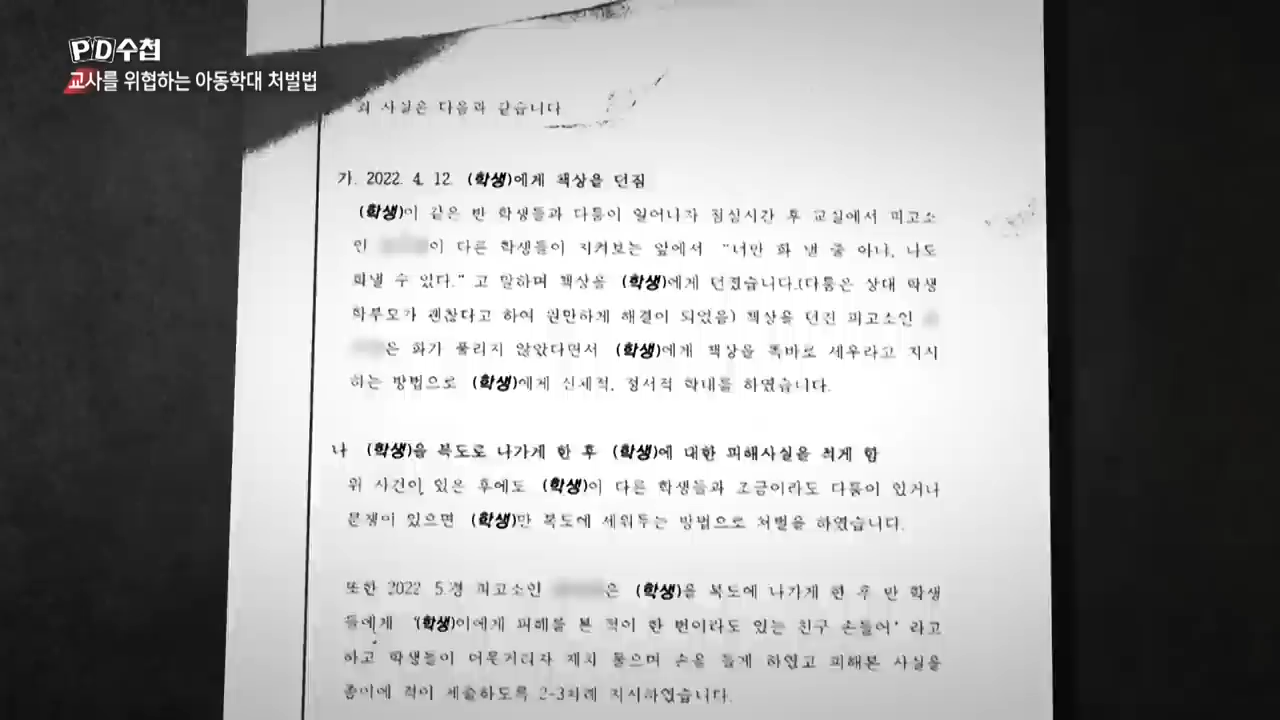 PD수첩
교사를 위협하는 아동학대 처벌법
의 사실은 다음과 같습니다
가. 2022. 4. 12. (학생)에게 책상을 던짐
(학생)이 같은 반 학생들과 다툼이 일어나자 점심시간 후 교실에서 피고소
인 이 다른 학생들이 지켜보는 앞에서 "너만 화 낼 줄 아냐, 나도
화낼 수 있다." 고 말하며 책상을 (학생)에게 던졌습니다.(다툼은 상대 학생
학부모가 괜찮다고 하여 원만하게 해결이 되었음) 책상을 던진 피고소인
은 화가 풀리지 않았다면서 (학생)에게 책상을 똑바로 세우라고 지시
하는 방법으로 (학생)에게 신체적, 정서적 학대를 하였습니다.
나 (학생)을 복도로 나가게 한 후 (학생)에 대한 피해사실을 적게 함
위 사건이 있은 후에도 (학생)이 다른 학생들과 조금이라도 다툼이 있거나
분쟁이 있으면 (학생)만 복도에 세워두는 방법으로 처벌을 하였습니다.
또한 2022 5.경 피고소인 은 (학생)을 복도에 나가게 한 후 반 학생
들에게 '(학생)이에게 피해를 본 적이 한 번이라도 있는 친구 손들어' 라고
하고 학생들이 머뭇거리자 재차 물으며 손을 들게 하였고 피해본 사실을
종이에 적어 제출하도록 2-3차례 지시하였습니다.